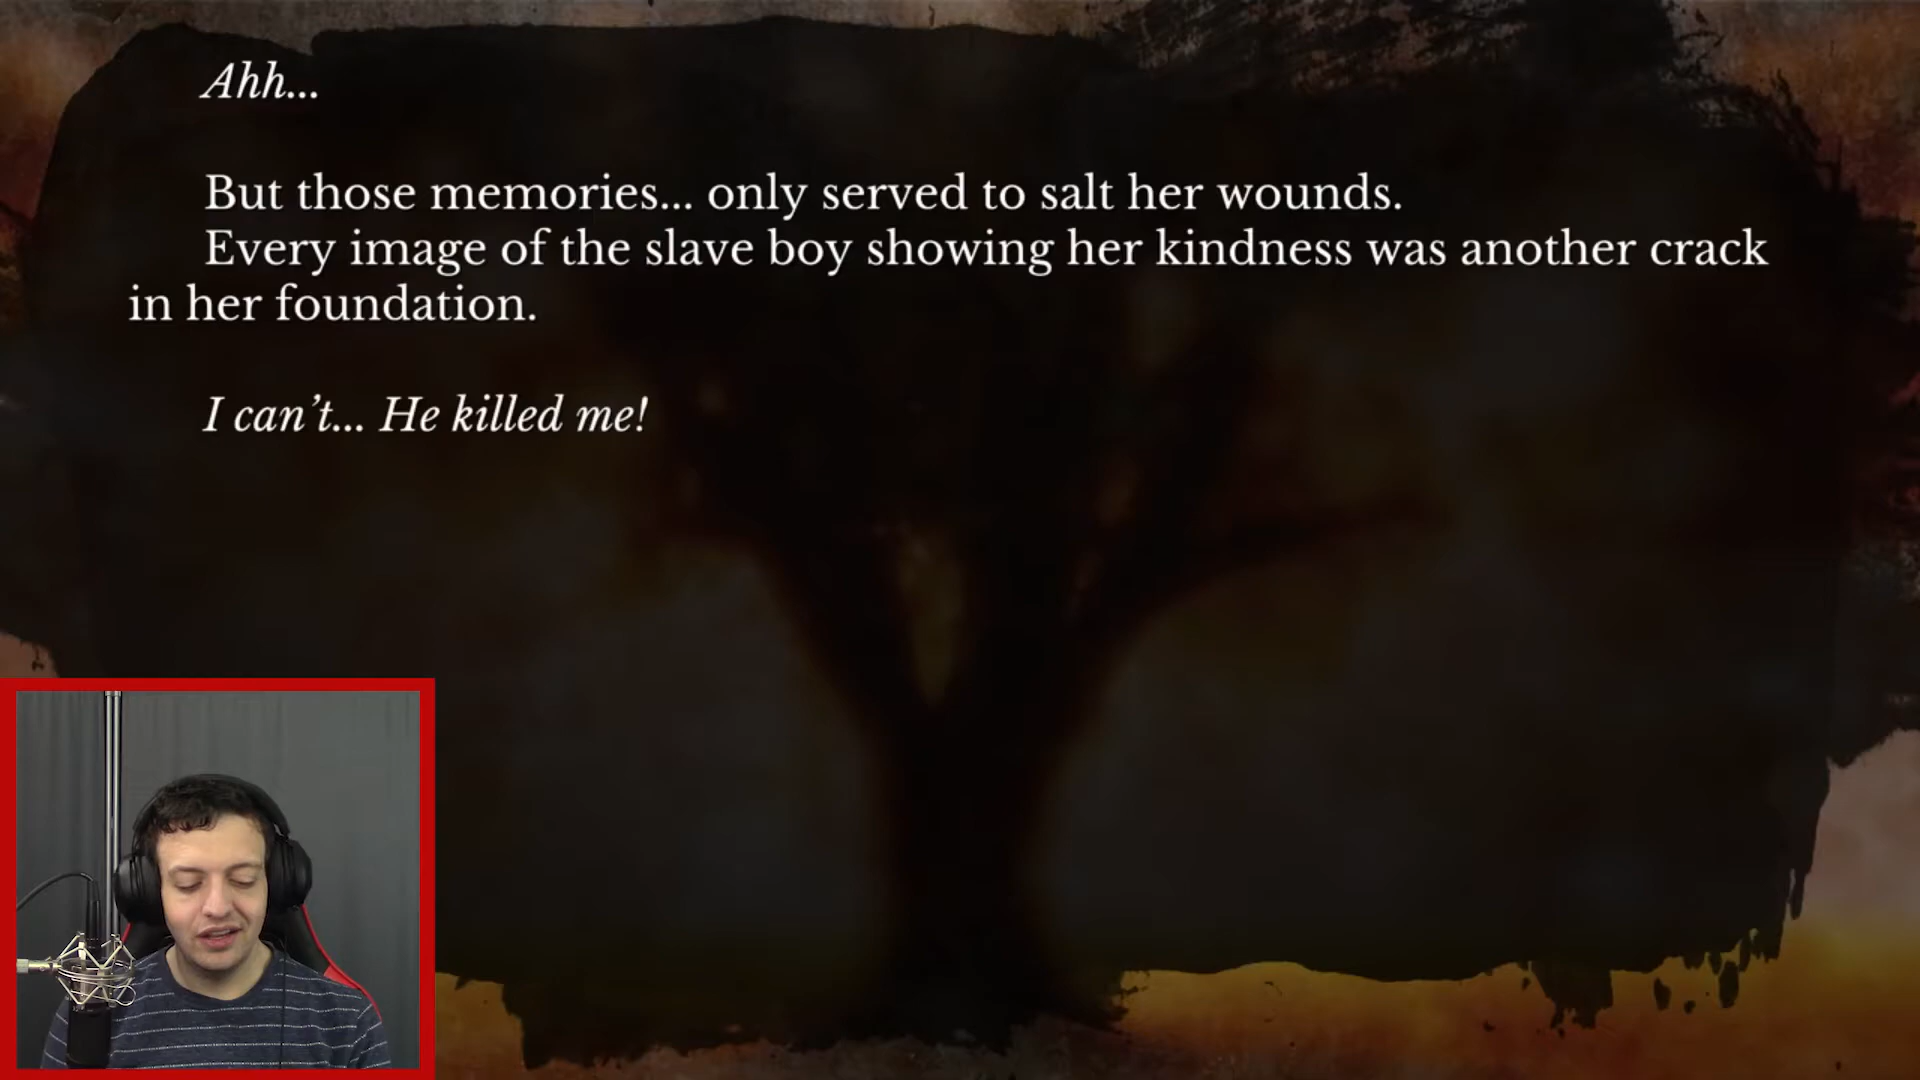 Ahh...
But those memories... only served to salt her wounds.
Every image of the slave boy showing her kindness was another crack
in her foundation.
I can’t... He killed me!